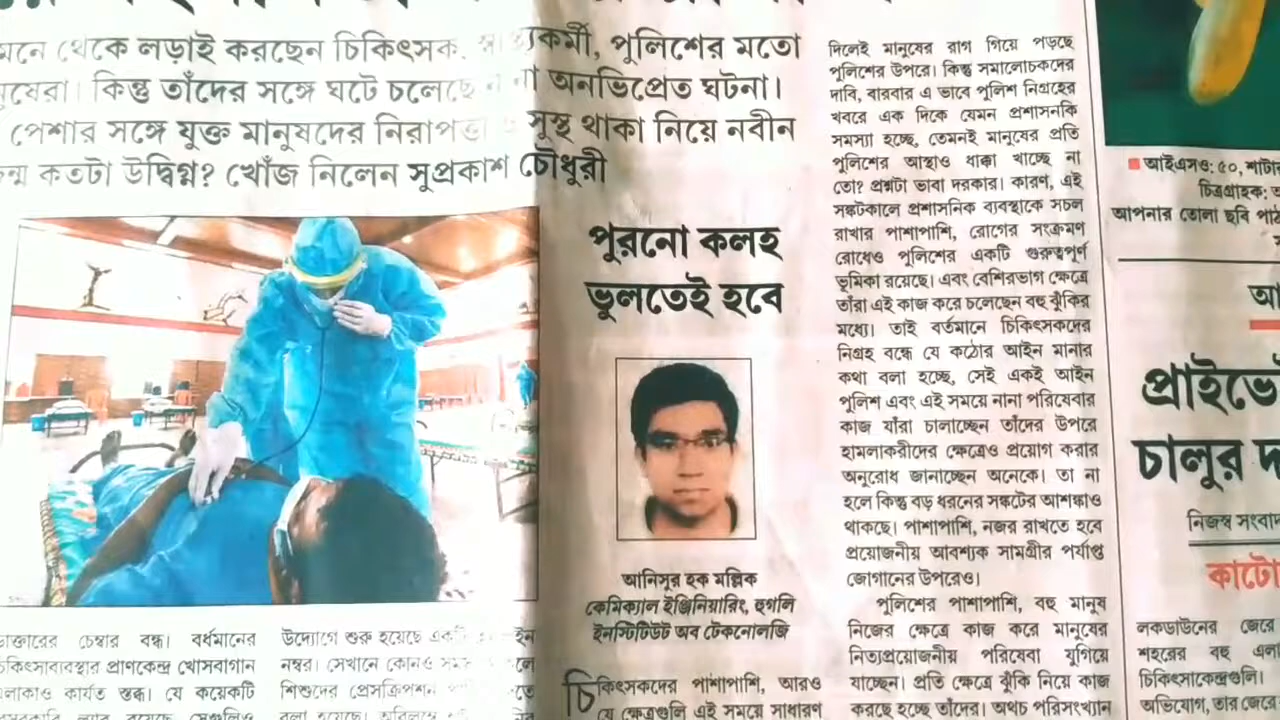 মনে থেকে লড়াই করছেন চিকিৎসক, স্বাস্থ্যকর্মী, পুলিশের মতো
কিন্তু তাঁদের সঙ্গে ঘটে চলেছে অনভিপ্রেত ঘটনা।
পেশার সঙ্গে যুক্ত মানুষদের নিরাপত্তা সুস্থ থাকা নিয়ে নবীন
কতটা উদ্বিগ্ন? খোঁজ নিলেন সুপ্রকাশ চৌধুরী
পুরনো কলহ
ভুলতেই হবে
আনিসুর হক মল্লিক
কেমিক্যাল ইঞ্জিনিয়ারিং, হুগলি
ইনস্টিটিউট অব টেকনোলজি
চিকিৎসকদের পাশাপাশি, আরও
যে ক্ষেত্রগুলি এই সময়ে সাধারণ
চেম্বার বন্ধ। বর্ধমানের
প্রাণকেন্দ্র খোসবাগান
কার্যত স্তব্ধ। যে কয়েকটি
উদ্যোগে শুরু হয়েছে
নম্বর। সেখানে কোনও
শিশুদের প্রেসক্রিপশন
দিলেই মানুষের রাগ গিয়ে পড়ছে
পুলিশের উপরে। কিন্তু সমালোচকদের
দাবি, বারবার এ ভাবে পুলিশ নিগ্রহের
খবরে এক দিকে যেমন প্রশাসনকি
সমস্যা হচ্ছে, তেমনই মানুষের প্রতি
পুলিশের আস্থাও ধাক্কা খাচ্ছে না
তো? প্রশ্নটা ভাবা দরকার। কারণ, এই
সঙ্কটকালে প্রশাসনিক ব্যবস্থাকে সচল
রাখার পাশাপাশি, রোগের সংক্রমণ
রোধেও পুলিশের একটি গুরুত্বপূর্ণ
ভূমিকা রয়েছে। এবং বেশিরভাগ ক্ষেত্রে
তাঁরা এই কাজ করে চলেছেন বহু ঝুঁকির
মধ্যে। তাই বর্তমানে চিকিৎসকদের
নিগ্রহ বন্ধে যে কঠোর আইন মানার
কথা বলা হচ্ছে, সেই একই আইন
পুলিশ এবং এই সময়ে নানা পরিষেবার
কাজ যাঁরা চালাচ্ছেন তাঁদের উপরে
হামলাকারীদের ক্ষেত্রেও প্রয়োগ করার
অনুরোধ জানাচ্ছেন অনেকে। তা না
হলে কিন্তু বড় ধরনের সঙ্কটের আশঙ্কাও
থাকছে। পাশাপাশি, নজর রাখতে হবে
প্রয়োজনীয় আবশ্যক সামগ্রীর পর্যাপ্ত
জোগানের উপরেও।
পুলিশের পাশাপাশি, বহু মানুষ
নিজের ক্ষেত্রে কাজ করে মানুষের
নিত্যপ্রয়োজনীয় পরিষেবা যুগিয়ে
যাচ্ছেন। প্রতি ক্ষেত্রে ঝুঁকি নিয়ে কাজ
করছে হচ্ছে তাঁদের। অথচ পরিসংখ্যান
আইএসও: ৫০, শাটার
চিত্রগ্রাহক:
আপনার তোলা ছবি
প্রাইভে
চালুর
নিজস্ব সংবাদ
কাটো
লকডাউনের জেরে
শহরের বহু এলা
চিকিৎসাকেন্দ্রগুলি।
অভিযোগ, তার জেরে